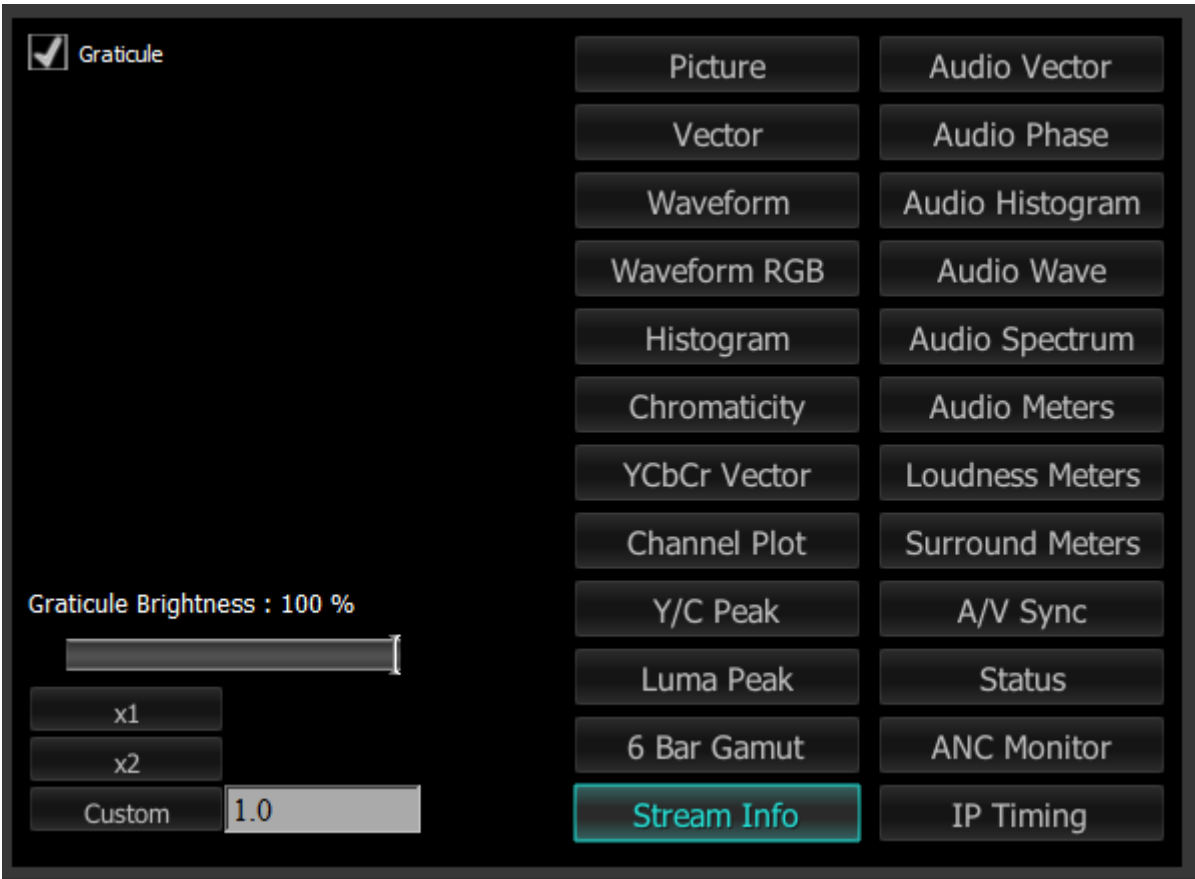 Graticule
Graticule Brightness : 100 %
x1
x2
Custom 1.0
Picture Audio Vector
Vector Audio Phase
Waveform Audio Histogram
Waveform RGB Audio Wave
Histogram Audio Spectrum
Chromaticity Audio Meters
YCbCr Vector Loudness Meters
Channel Plot Surround Meters
Y/C Peak A/V Sync
Luma Peak Status
6 Bar Gamut ANC Monitor
Stream Info IP Timing